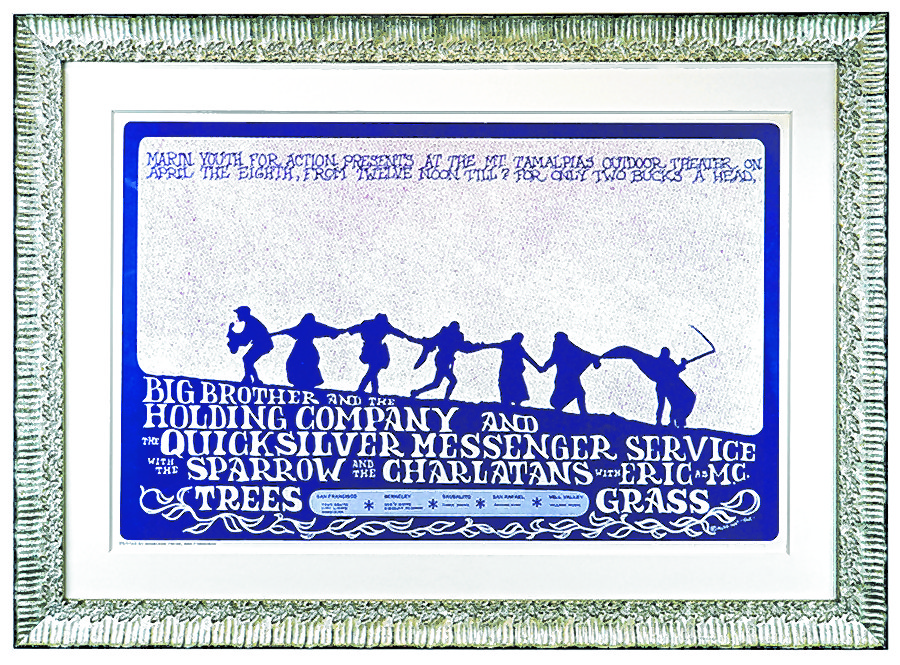 MARIN YOUTH FOR ACTION PRESENTS AT THE MT. TAMALPIAS OUTDOOR THEATER ON
APRIL THE EIGHTH, FROM TWELVE NOON TILL? FOR ONLY TWO BUCKS A HEAD,
BIG BROTHER AND THE
HOLDING COMPANY AND
THE QUICKSILVER MESSENGER SERVICE
WITH THE SPARROW AND THE CHARLATANS WITH ERIC AS MC.
TREES
SAN FRANCISCO * BERKELEY * SAUSALITO * SAN RAFAEL * MILL VALLEY
GRASS